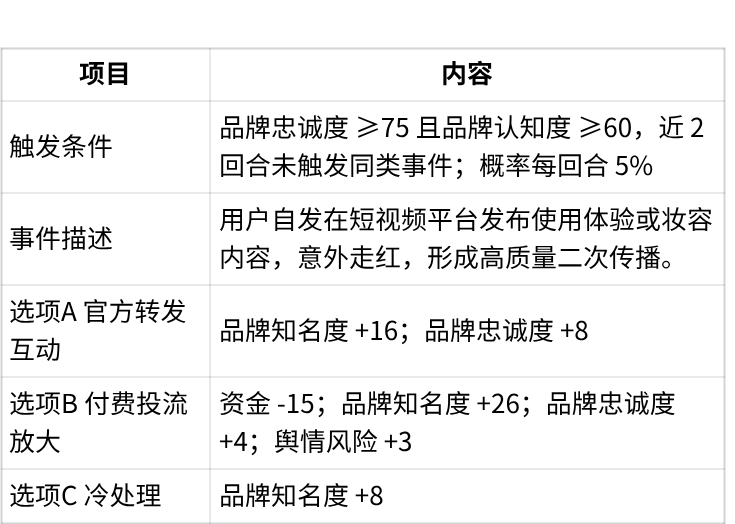 项目
内容
触发条件
品牌忠诚度 ≥75 且品牌认知度 ≥60，近 2
回合未触发同类事件；概率每回合 5%
事件描述
用户自发在短视频平台发布使用体验或妆容
内容，意外走红，形成高质量二次传播。
选项A 官方转发
互动
品牌知名度 +16；品牌忠诚度 +8
选项B 付费投流
放大
资金 -15；品牌知名度 +26；品牌忠诚度
+4；舆情风险 +3
选项C 冷处理
品牌知名度 +8